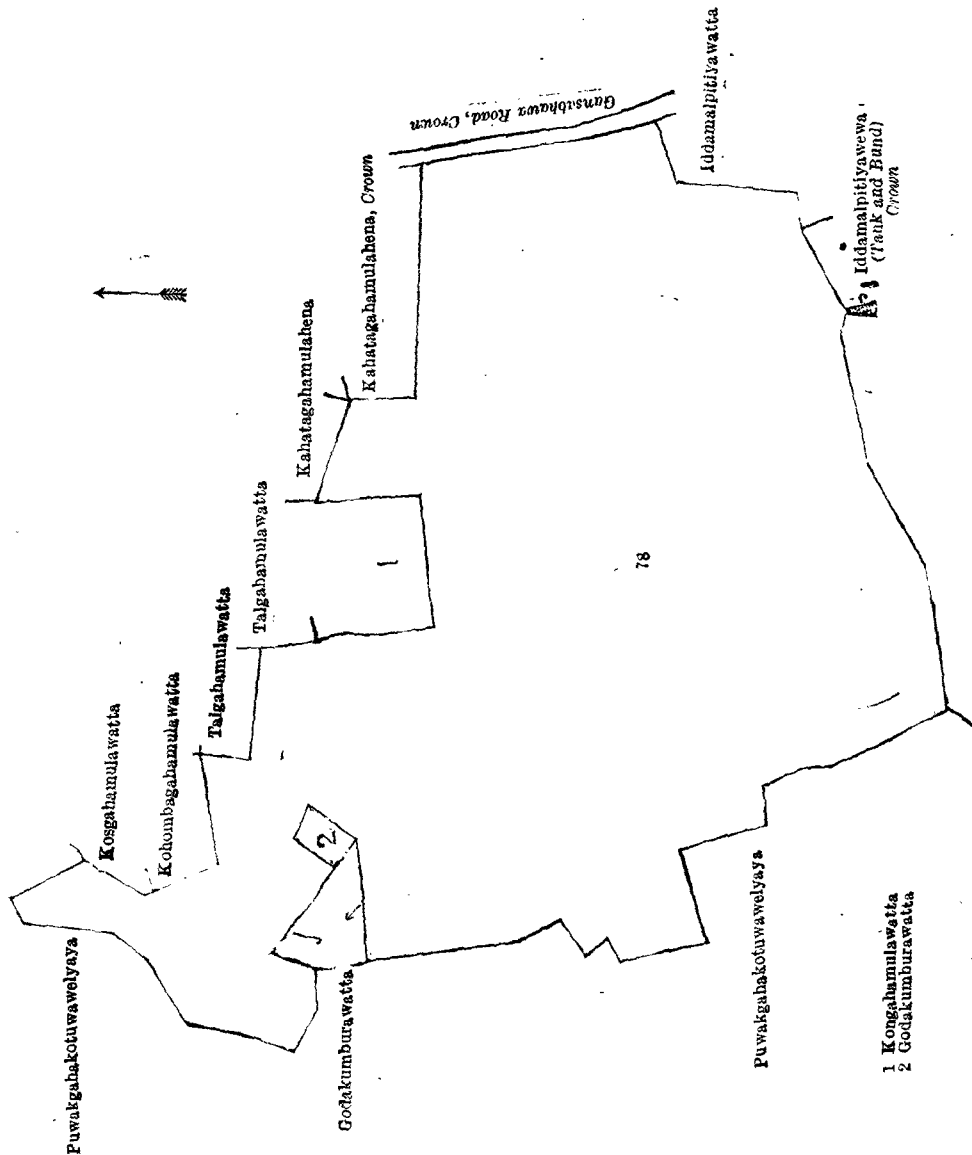 Puwakgahakotuwawelyaya
Kosgahamulawatta
Kohombagahamulawatta
Talgahamulawatta
Talgahamulawatta
Kahatagahamulahena
Kahatagahamulahena, Crown
Gansabhawa Road, Crown
Iddamalpitiyawatta
Iddamalpitiyawewa
(Tank and Bund)
Crown
1
2
1
78
Godakumburawatta
Puwakgahakotuwawelyaya
1 Kongahamulawatta
2 Godakumburawatta